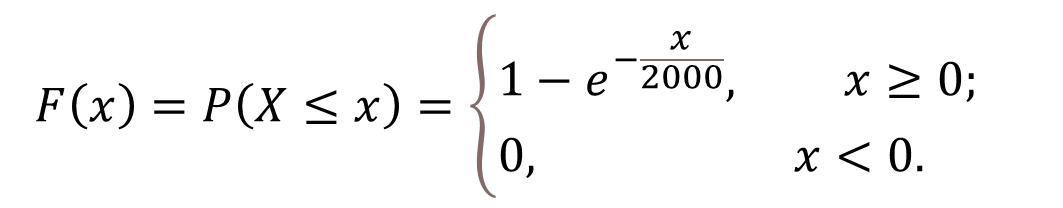 F(x) = P(X ≤ x) = { 1 − e^{−x/2000}, x ≥ 0;
0, x < 0.